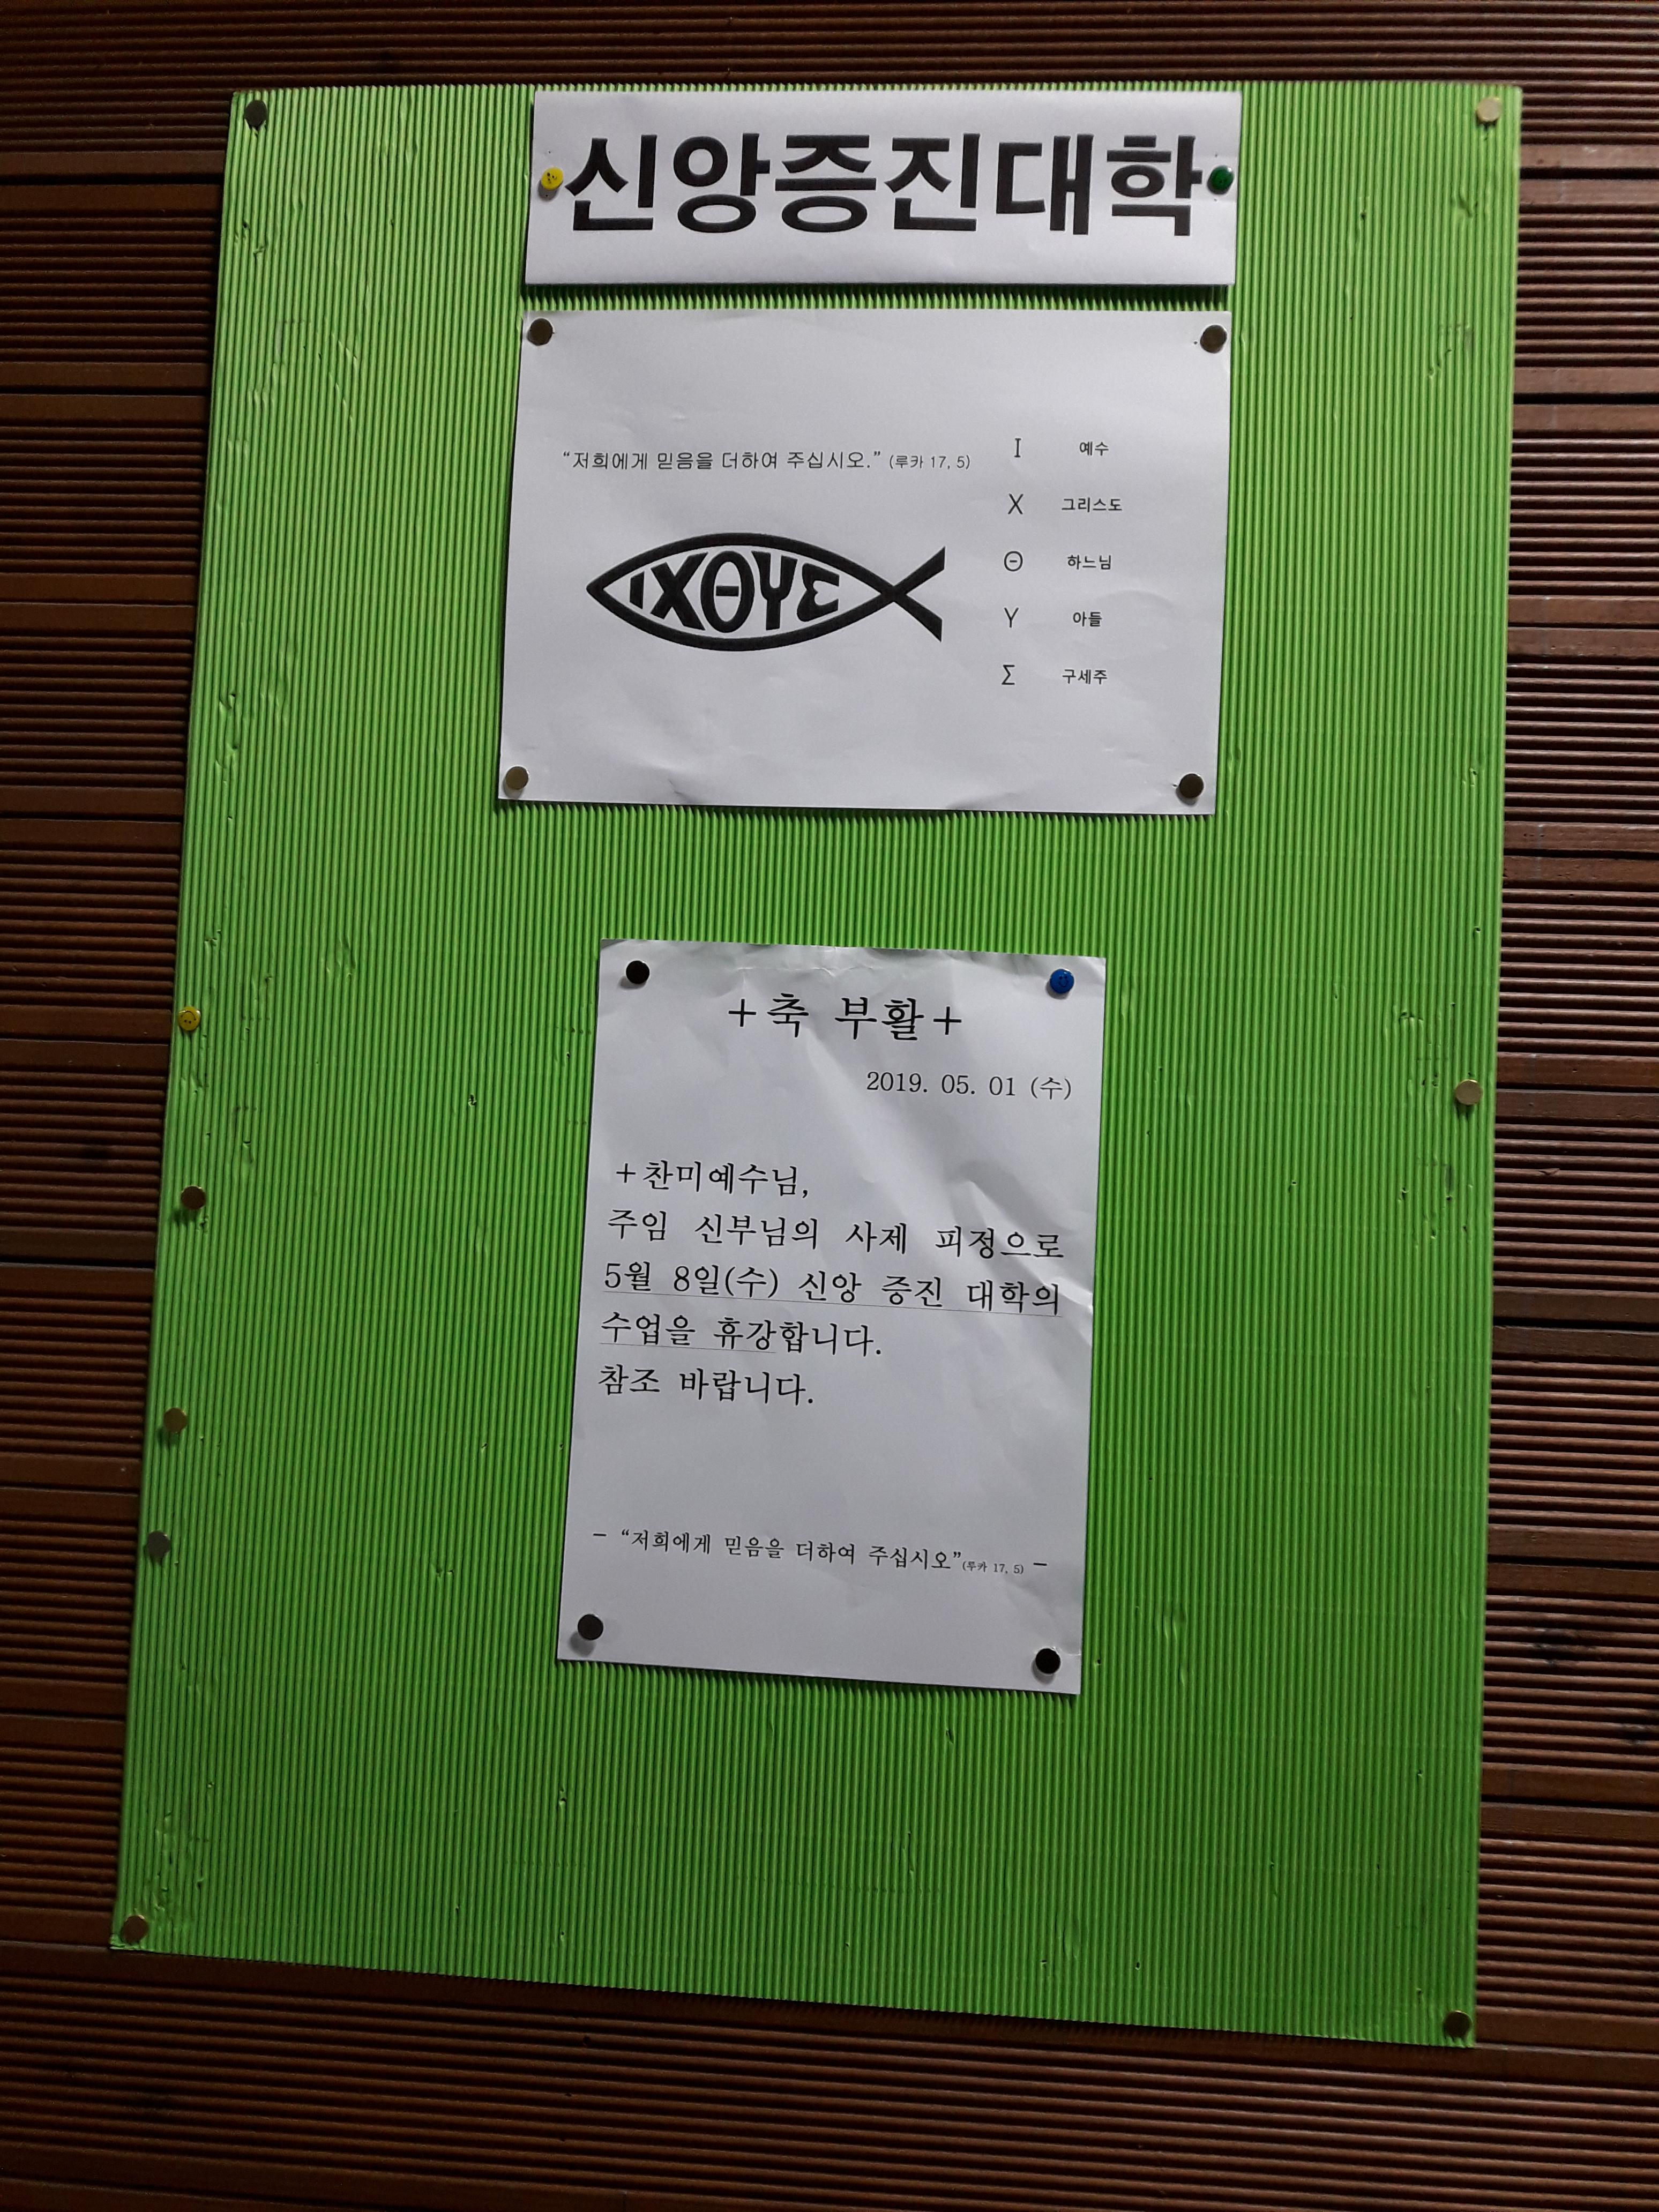 신앙증진대학
“저희에게 믿음을 더하여 주십시오.” (루카 17, 5)
ΙΧΘΥΣ
Ι 예수
Χ 그리스도
Θ 하느님
Υ 아들
Σ 구세주
+축 부활+
2019. 05. 01 (수)
+찬미예수님,
주임 신부님의 사제 피정으로
5월 8일(수) 신앙 증진 대학의
수업을 휴강합니다.
참조 바랍니다.
- “저희에게 믿음을 더하여 주십시오”(루카 17, 5) -